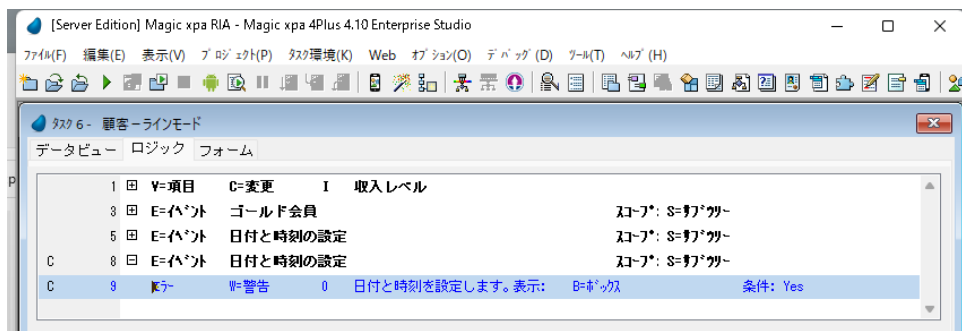 [Server Edition] Magic xpa RIA - Magic xpa 4Plus 4.10 Enterprise Studio
ﾌｧｲﾙ(F) 編集(E) 表示(V) ﾌﾟﾛｼﾞｪｸﾄ(P) ﾀｽｸ環境(K) Web ｵﾌﾟｼｮﾝ(O) ﾃﾞﾊﾞｯｸﾞ(D) ﾂｰﾙ(T) ﾍﾙﾌﾟ(H)
ﾀｽｸ 6 - 顧客－ラインモード
データビュー ロジック フォーム
1 V=項目 C=変更 I 収入レベル
3 E=ｲﾍﾞﾝﾄ ゴールド会員 ｽｺｰﾌﾟ: S=ｻﾌﾞﾂﾘｰ
5 E=ｲﾍﾞﾝﾄ 日付と時刻の設定 ｽｺｰﾌﾟ: S=ｻﾌﾞﾂﾘｰ
C 8 E=ｲﾍﾞﾝﾄ 日付と時刻の設定 ｽｺｰﾌﾟ: S=ｻﾌﾞﾂﾘｰ
C 9 ｴﾗｰ W=警告 0 日付と時刻を設定します。表示: B=ﾎﾞｯｸｽ 条件: Yes